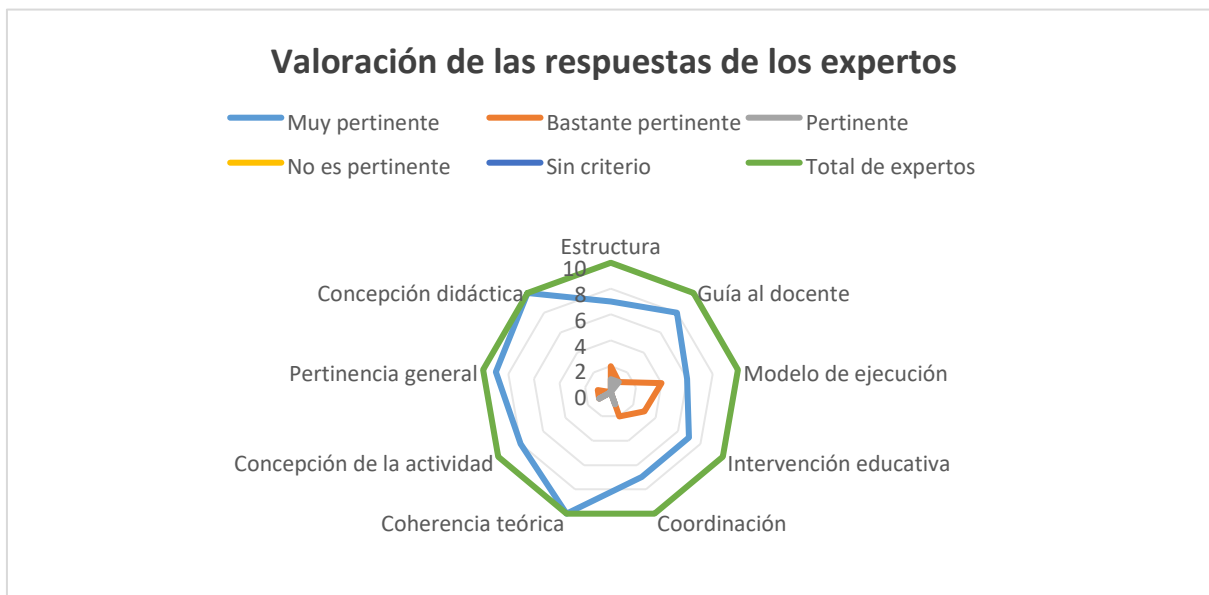 Valoración de las respuestas de los expertos
Muy pertinente Bastante pertinente Pertinente
No es pertinente Sin criterio Total de expertos
Estructura
10
Concepción didáctica Guía al docente
8
6
4
Pertinencia general Modelo de ejecución
2
0
Concepción de la actividad Intervención educativa
Coherencia teórica Coordinación